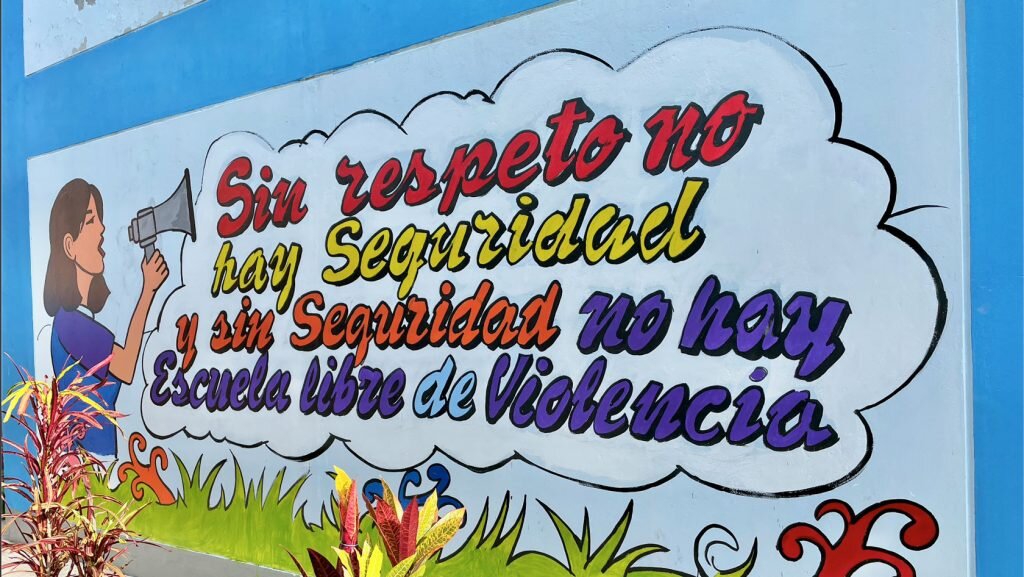 Sin respeto no
hay Seguridad
y sin Seguridad no hay
Escuela libre de Violencia